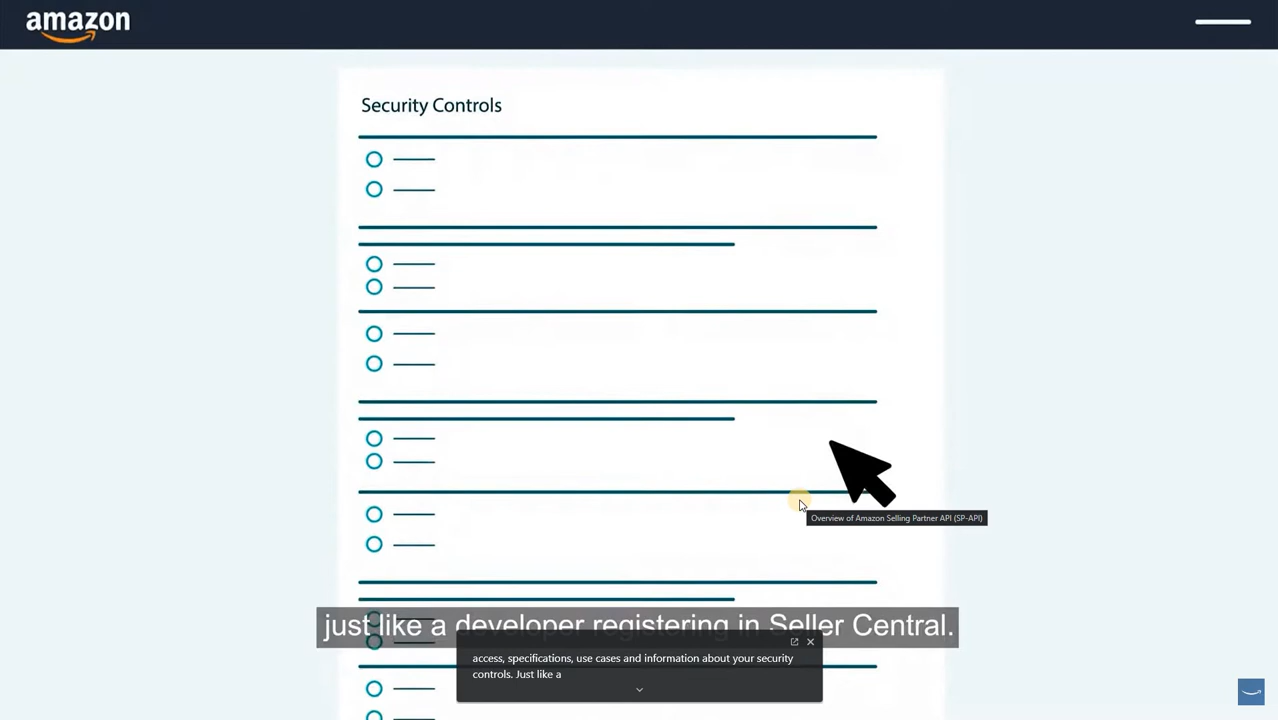 amazon
Security Controls
Overview of Amazon Selling Partner API (SP-API)
just like a developer registering in Seller Central.
access, specifications, use cases and information about your security
controls. Just like a